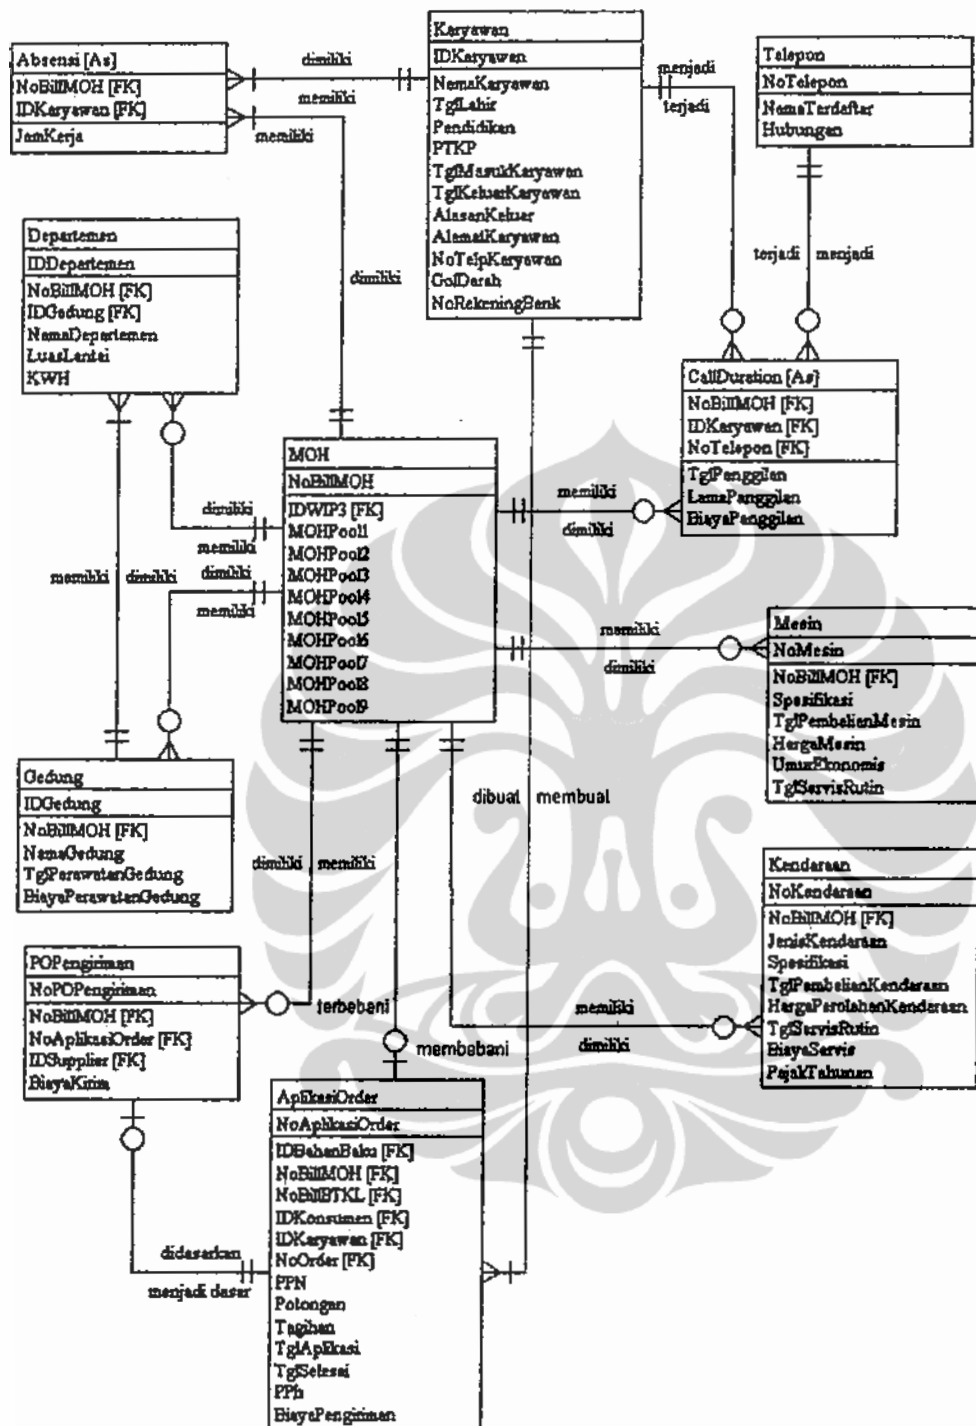 Absensi [As]
NoBillMOH [FK]
IDKaryawan [FK]
JamKerja
dimiliki
memiliki
memiliki
Karyawan
IDKaryawan
NamaKaryawan
TglLahir
Pendidikan
PTKP
TglMasukKaryawan
TglKeluarKaryawan
AlasanKeluar
AlamatKaryawan
NoTelpKaryawan
GolDarah
NoRekeningBank
menjadi
terjadi
Telepon
NoTelepon
NamaTerdaftar
Hubungan
terjadi
menjadi
Departemen
IDDepartemen
NoBillMOH [FK]
IDGedung [FK]
NamaDepartemen
LuasLantai
KWH
dimiliki
CallDuration [As]
NoBillMOH [FK]
IDKaryawan [FK]
NoTelepon [FK]
TglPanggilan
LamaPanggilan
BiayaPanggilan
MOH
NoBillMOH
IDWIP3 [FK]
MOHPool1
MOHPool2
MOHPool3
MOHPool4
MOHPool5
MOHPool6
MOHPool7
MOHPool8
MOHPool9
memiliki
dimiliki
dimiliki
memiliki
dimiliki
memiliki
memiliki
dimiliki
memiliki
dimiliki
Mesin
NoMesin
NoBillMOH [FK]
Spesifikasi
TglPembelianMesin
HargaMesin
UmurEkonomis
TglServisRutin
Gedung
IDGedung
NoBillMOH [FK]
NamaGedung
TglPerawatanGedung
BiayaPerawatanGedung
dibuat
membuat
dimiliki
memiliki
Kendaraan
NoKendaraan
NoBillMOH [FK]
JenisKendaraan
Spesifikasi
TglPembelianKendaraan
HargaPerolahanKendaraan
TglServisRutin
BiayaServis
PajakTahunan
memiliki
dimiliki
POPengiriman
NoPOPengiriman
NoBillMOH [FK]
NoAplikasiOrder [FK]
IDSupplier [FK]
BiayaKirim
terbebani
membebani
AplikasiOrder
NoAplikasiOrder
IDBahanBaku [FK]
NoBillMOH [FK]
NoBillBTKL [FK]
IDKonsumen [FK]
IDKaryawan [FK]
NoOrder [FK]
PPN
Potongan
Tagihan
TglAplikasi
TglSelesai
PPh
BiayaPengiriman
didasarkan
menjadi dasar